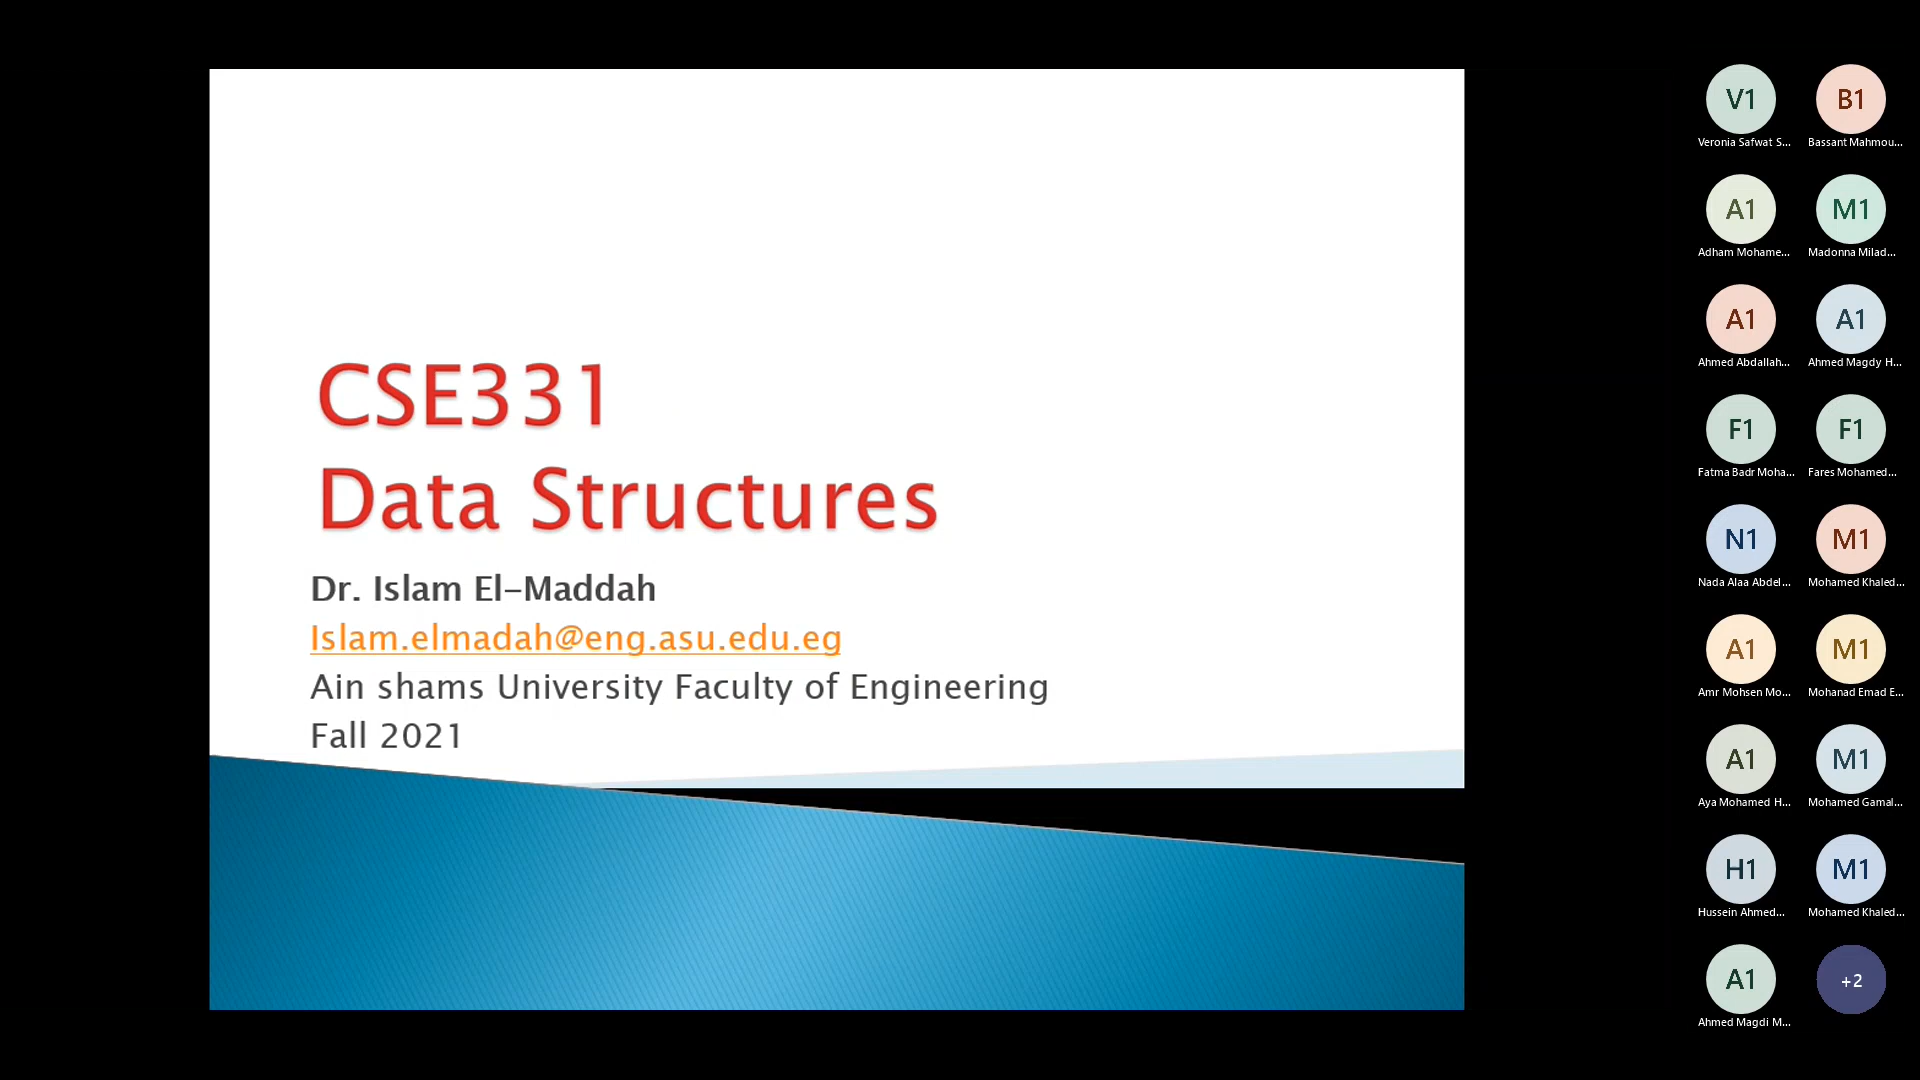 CSE331
Data Structures
Dr. Islam El-Maddah
Islam.elmadah@eng.asu.edu.eg
Ain shams University Faculty of Engineering
Fall 2021
V1
Veronia Safwat S...
B1
Bassant Mahmou...
A1
Adham Mohame...
M1
Madonna Milad...
A1
Ahmed Abdallah...
A1
Ahmed Magdy H...
F1
Fatma Badr Moha...
F1
Fares Mohamed...
N1
Nada Alaa Abdel...
M1
Mohamed Khaled...
A1
Amr Mohsen Mo...
M1
Mohanad Emad E...
A1
Aya Mohamed H...
M1
Mohamed Gamal...
H1
Hussein Ahmed...
M1
Mohamed Khaled...
A1
Ahmed Magdi M...
+2